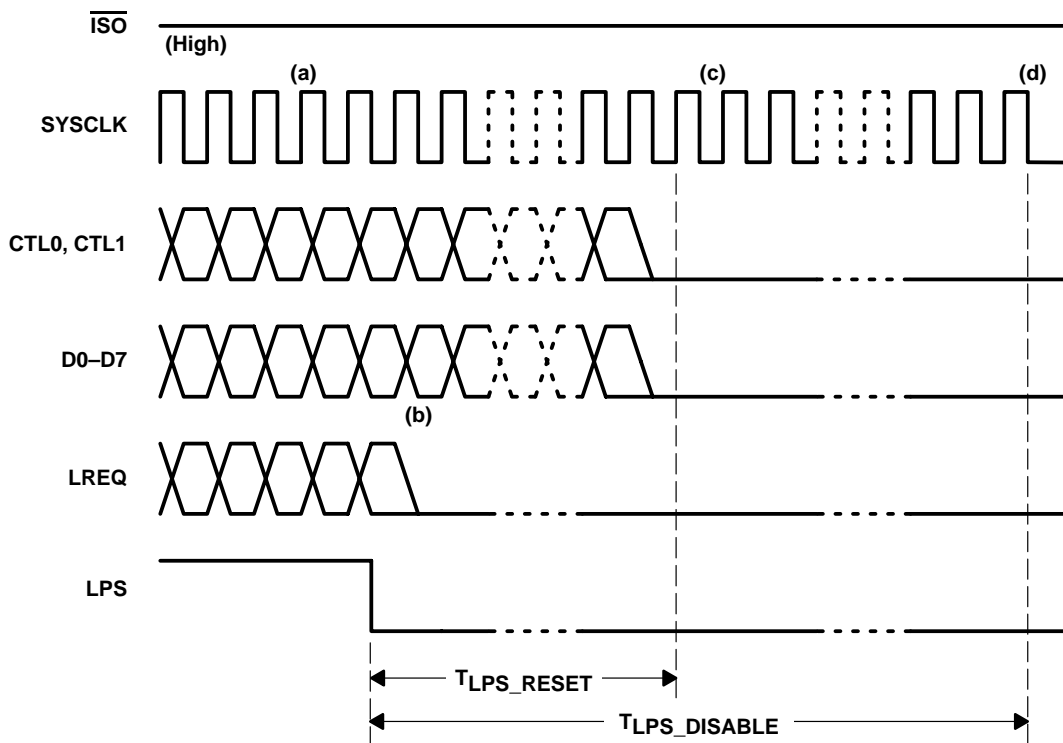 ISO
(High)
(a)
(c)
(d)
SYSCLK
CTL0, CTL1
D0–D7
(b)
LREQ
LPS
TLPS_RESET
TLPS_DISABLE